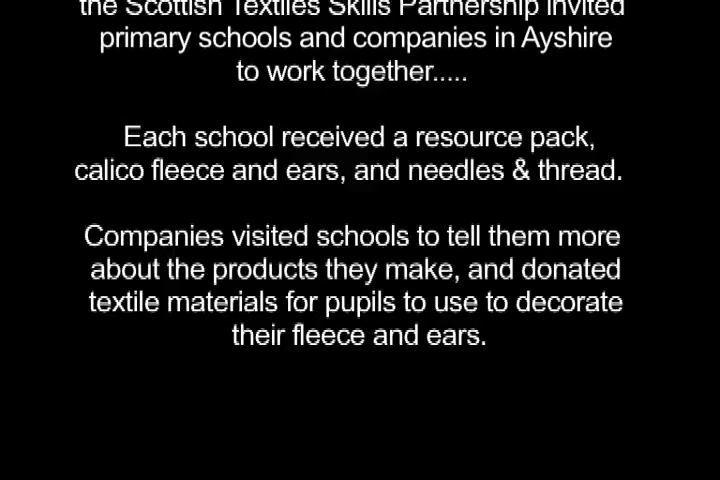 the Scottish Textiles Skills Partnership invited
primary schools and companies in Ayshire
to work together.....
Each school received a resource pack,
calico fleece and ears, and needles & thread.
Companies visited schools to tell them more
about the products they make, and donated
textile materials for pupils to use to decorate
their fleece and ears.